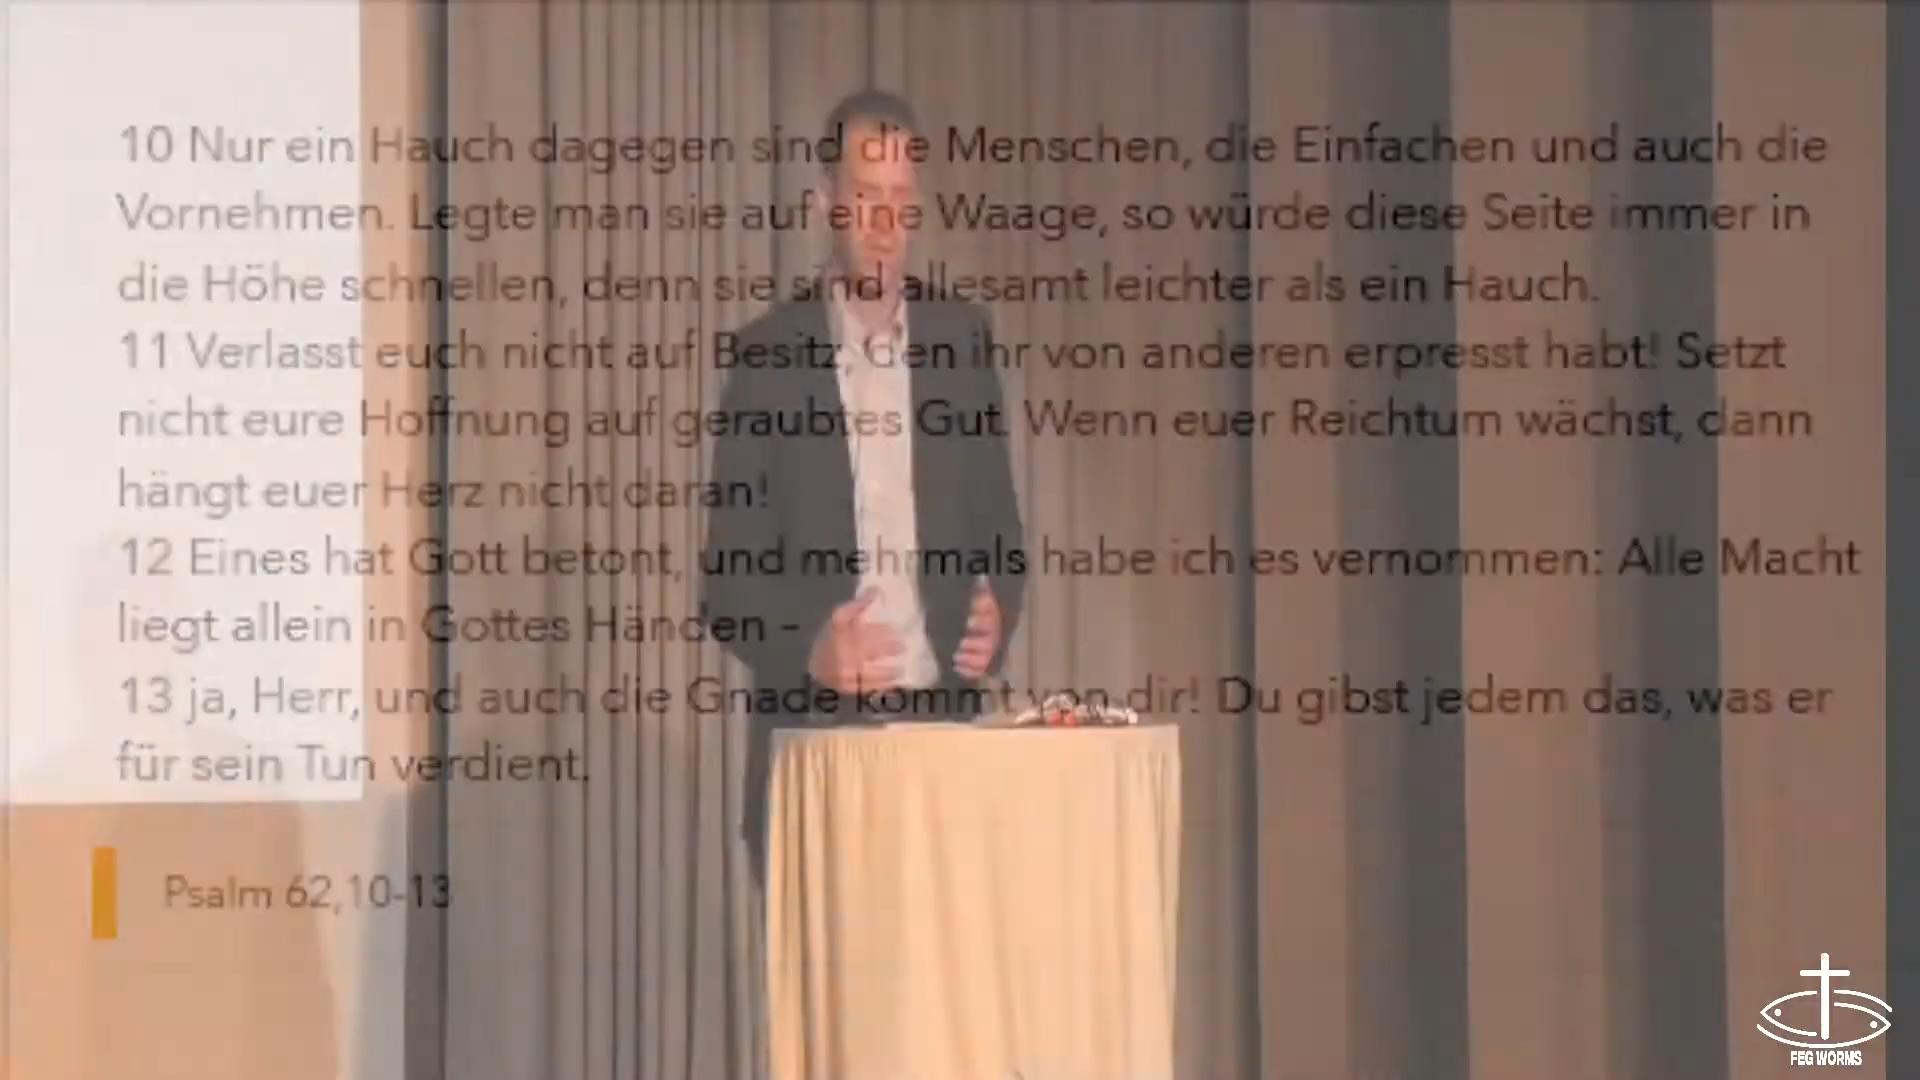 10 Nur ein Hauch dagegen sind die Menschen, die Einfachen und auch die
Vornehmen. Legte man sie auf eine Waage, so würde diese Seite immer in
die Höhe schnellen, denn sie sind allesamt leichter als ein Hauch.
11 Verlasst euch nicht auf Besitz, den ihr von anderen erpresst habt! Setzt
nicht eure Hoffnung auf geraubtes Gut. Wenn euer Reichtum wächst, dann
hängt euer Herz nicht daran!
12 Eines hat Gott betont, und mehrmals habe ich es vernommen: Alle Macht
liegt allein in Gottes Händen -
13 ja, Herr, und auch die Gnade kommt von dir! Du gibst jedem das, was er
für sein Tun verdient.
Psalm 62,10-13
FEG WORMS